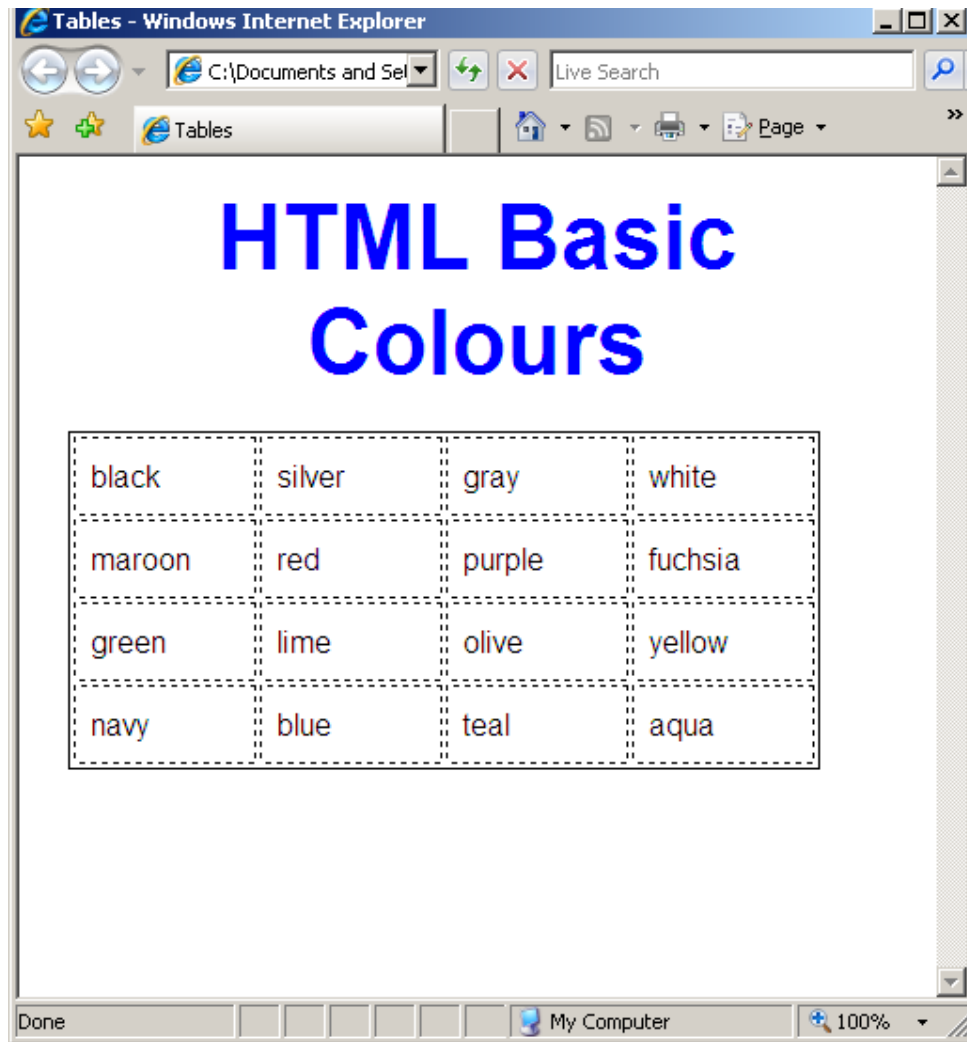 Tables - Windows Internet Explorer
C:\Documents and Set
Live Search
Tables
Page
HTML Basic
Colours
black silver gray white
maroon red purple fuchsia
green lime olive yellow
navy blue teal aqua
Done My Computer 100%